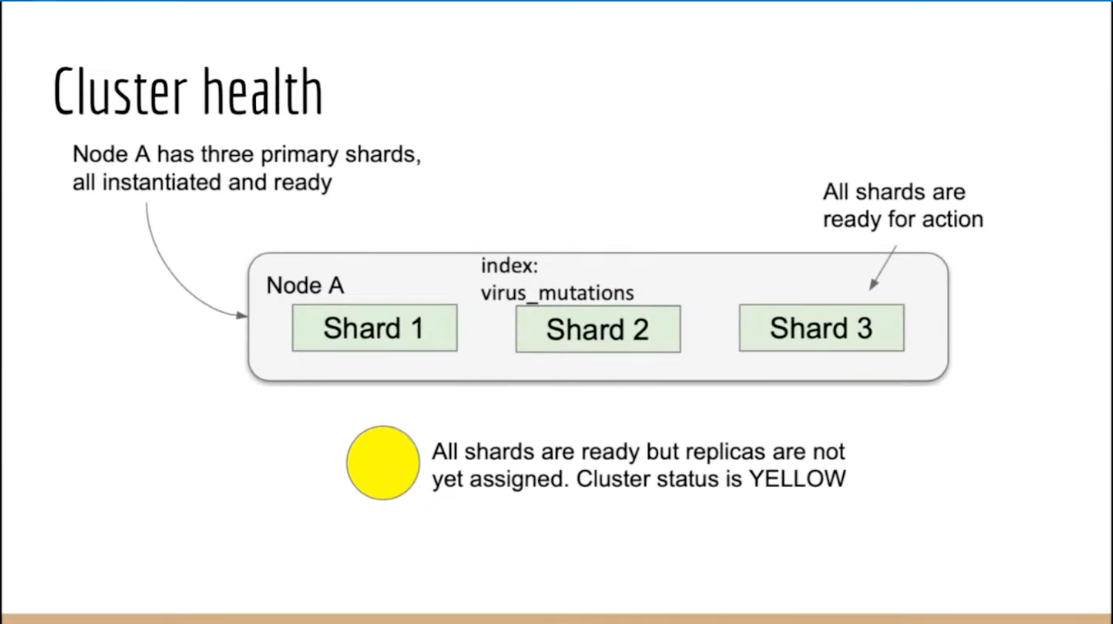 Cluster health
Node A has three primary shards,
all instantiated and ready
All shards are
ready for action
index:
virus_mutations
Node A
Shard 1
Shard 2
Shard 3
All shards are ready but replicas are not
yet assigned. Cluster status is YELLOW